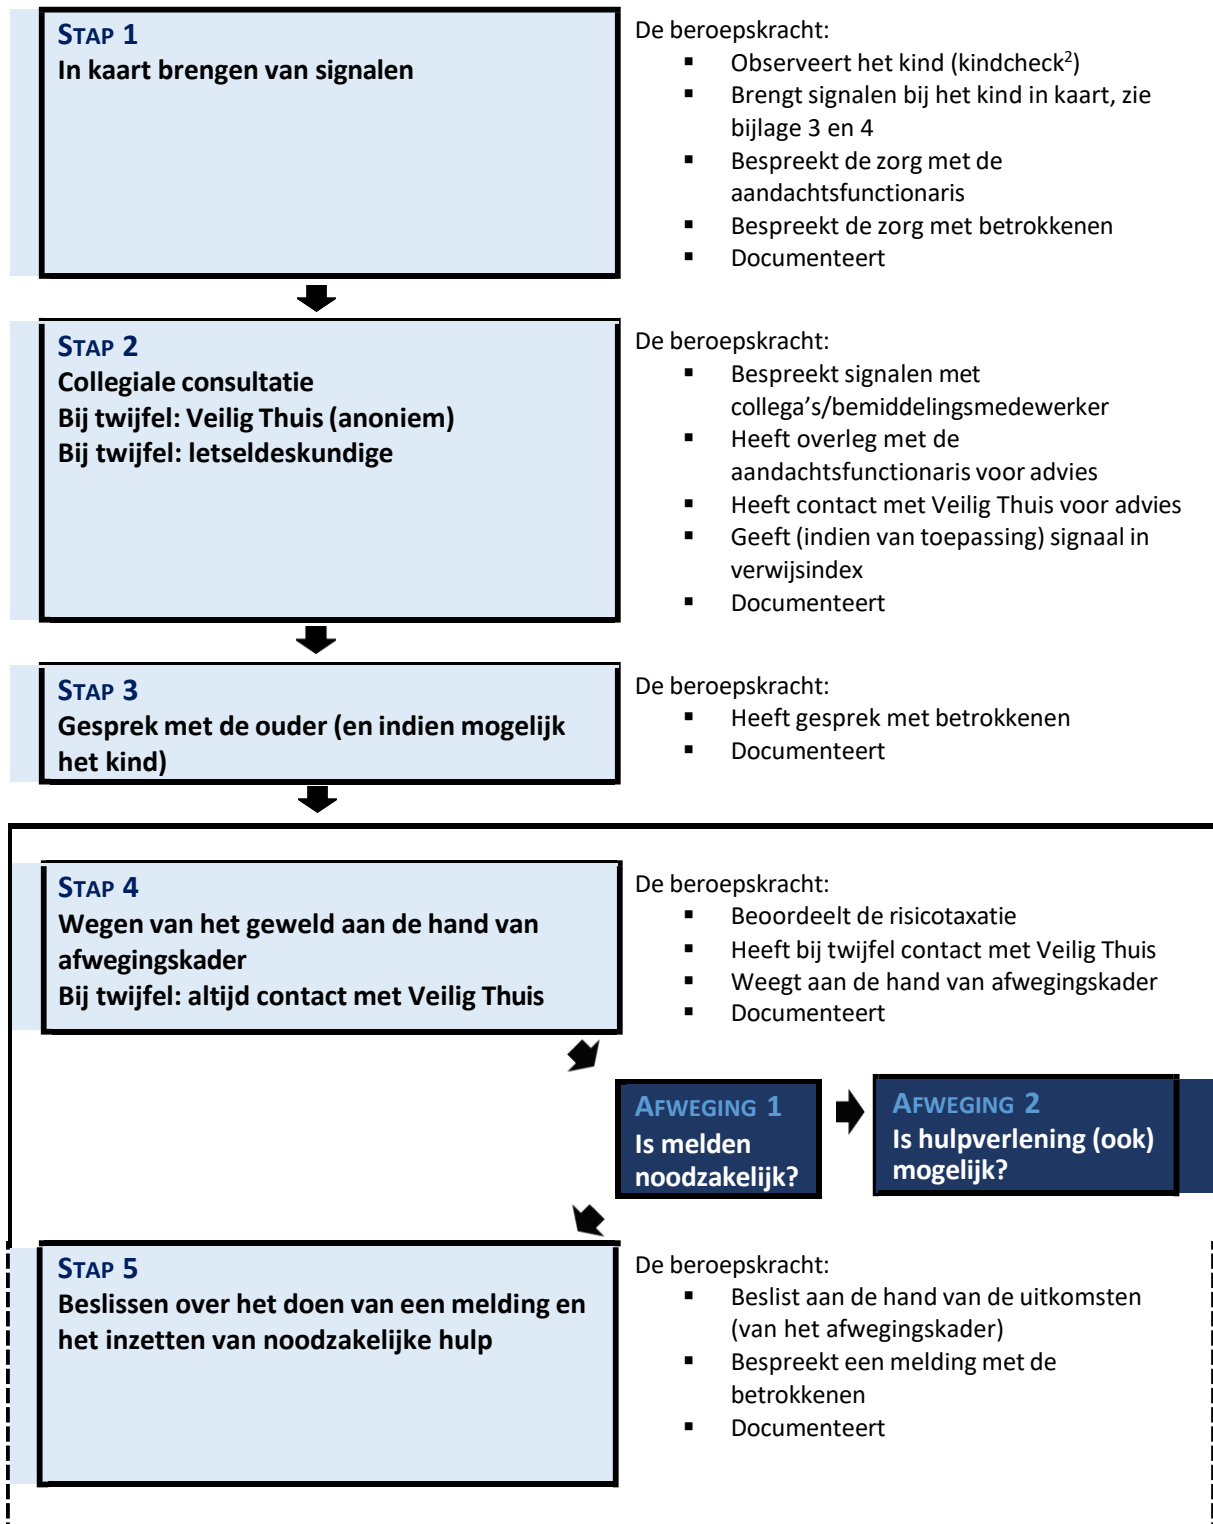 STAP 1
In kaart brengen van signalen
De beroepskracht:
▪ Observeert het kind (kindcheck²)
▪ Brengt signalen bij het kind in kaart, zie
bijlage 3 en 4
▪ Bespreekt de zorg met de
aandachtsfunctionaris
▪ Bespreekt de zorg met betrokkenen
▪ Documenteert
STAP 2
Collegiale consultatie
Bij twijfel: Veilig Thuis (anoniem)
Bij twijfel: letseldeskundige
De beroepskracht:
▪ Bespreekt signalen met
collega’s/bemiddelingsmedewerker
▪ Heeft overleg met de
aandachtsfunctionaris voor advies
▪ Heeft contact met Veilig Thuis voor advies
▪ Geeft (indien van toepassing) signaal in
verwijsindex
▪ Documenteert
STAP 3
Gesprek met de ouder (en indien mogelijk
het kind)
De beroepskracht:
▪ Heeft gesprek met betrokkenen
▪ Documenteert
STAP 4
Wegen van het geweld aan de hand van
afwegingskader
Bij twijfel: altijd contact met Veilig Thuis
De beroepskracht:
▪ Beoordeelt de risicotaxatie
▪ Heeft bij twijfel contact met Veilig Thuis
▪ Weegt aan de hand van afwegingskader
▪ Documenteert
AFWEGING 1
Is melden
noodzakelijk?
AFWEGING 2
Is hulpverlening (ook)
mogelijk?
STAP 5
Beslissen over het doen van een melding en
het inzetten van noodzakelijke hulp
De beroepskracht:
▪ Beslist aan de hand van de uitkomsten
(van het afwegingskader)
▪ Bespreekt een melding met de
betrokkenen
▪ Documenteert